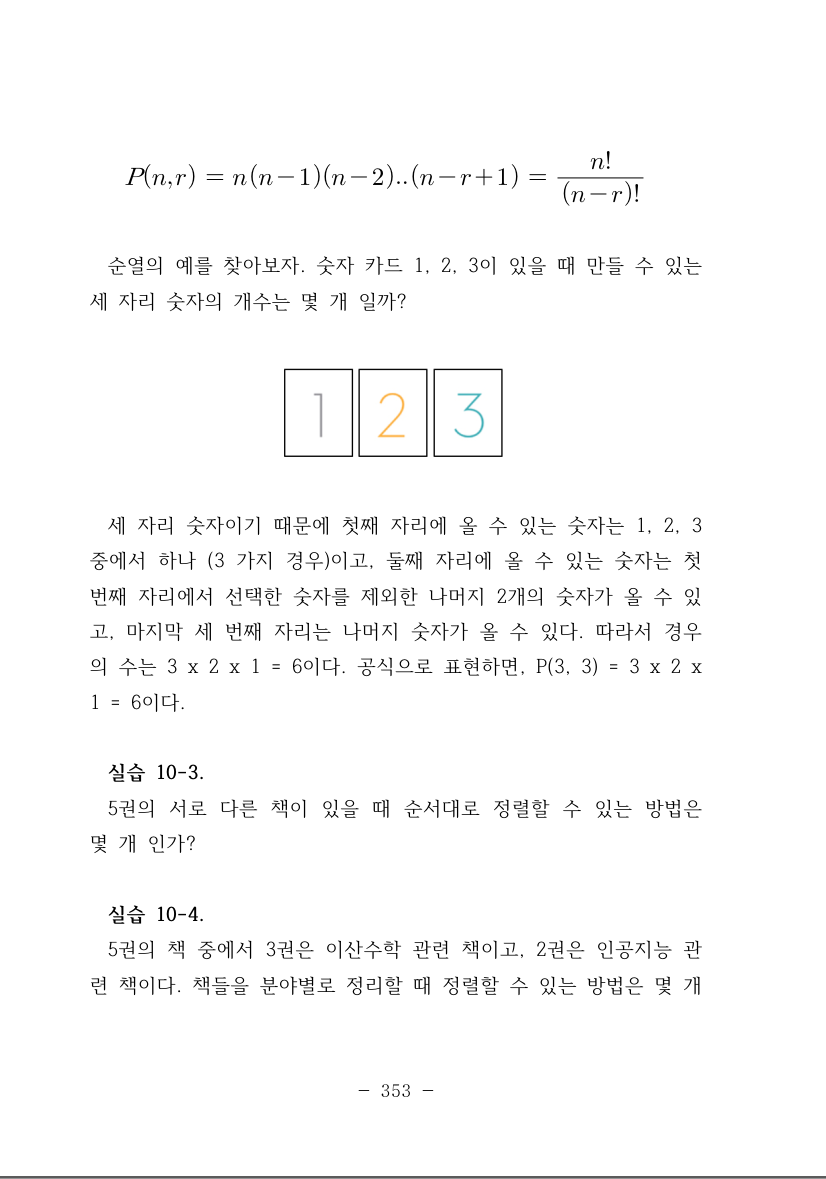 P(n,r) = n(n-1)(n-2)..(n-r+1) = n!/(n-r)!
순열의 예를 찾아보자. 숫자 카드 1, 2, 3이 있을 때 만들 수 있는
세 자리 숫자의 개수는 몇 개 일까?
1 2 3
세 자리 숫자이기 때문에 첫째 자리에 올 수 있는 숫자는 1, 2, 3
중에서 하나 (3 가지 경우)이고, 둘째 자리에 올 수 있는 숫자는 첫
번째 자리에서 선택한 숫자를 제외한 나머지 2개의 숫자가 올 수 있
고, 마지막 세 번째 자리는 나머지 숫자가 올 수 있다. 따라서 경우
의 수는 3 x 2 x 1 = 6이다. 공식으로 표현하면, P(3, 3) = 3 x 2 x
1 = 6이다.
실습 10-3.
5권의 서로 다른 책이 있을 때 순서대로 정렬할 수 있는 방법은
몇 개 인가?
실습 10-4.
5권의 책 중에서 3권은 이산수학 관련 책이고, 2권은 인공지능 관
련 책이다. 책들을 분야별로 정리할 때 정렬할 수 있는 방법은 몇 개
- 353 -